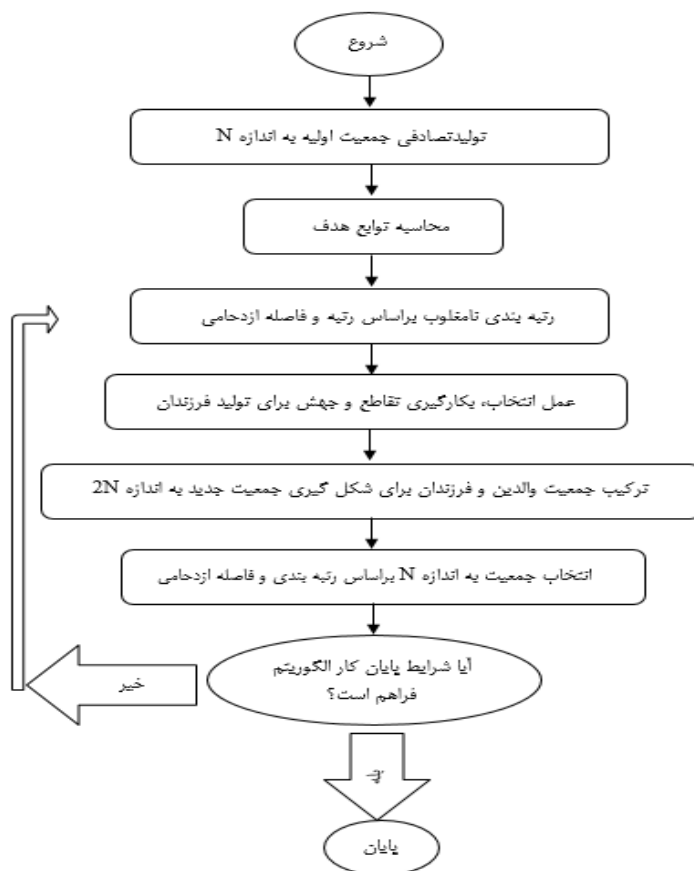 شروع
تولیدتصادفی جمعیت اولیه به اندازه N
محاسبه توابع هدف
رتبه بندی نامغلوب براساس رتبه و فاصله ازدحامی
عمل انتخاب، بکارگیری تقاطع و جهش برای تولید فرزندان
ترکیب جمعیت والدین و فرزندان برای شکل گیری جمعیت جدید به اندازه 2N
انتخاب جمعیت به اندازه N براساس رتبه بندی و فاصله ازدحامی
آیا شرایط پایان کار الگوریتم
فراهم است؟
خیر
بله
پایان